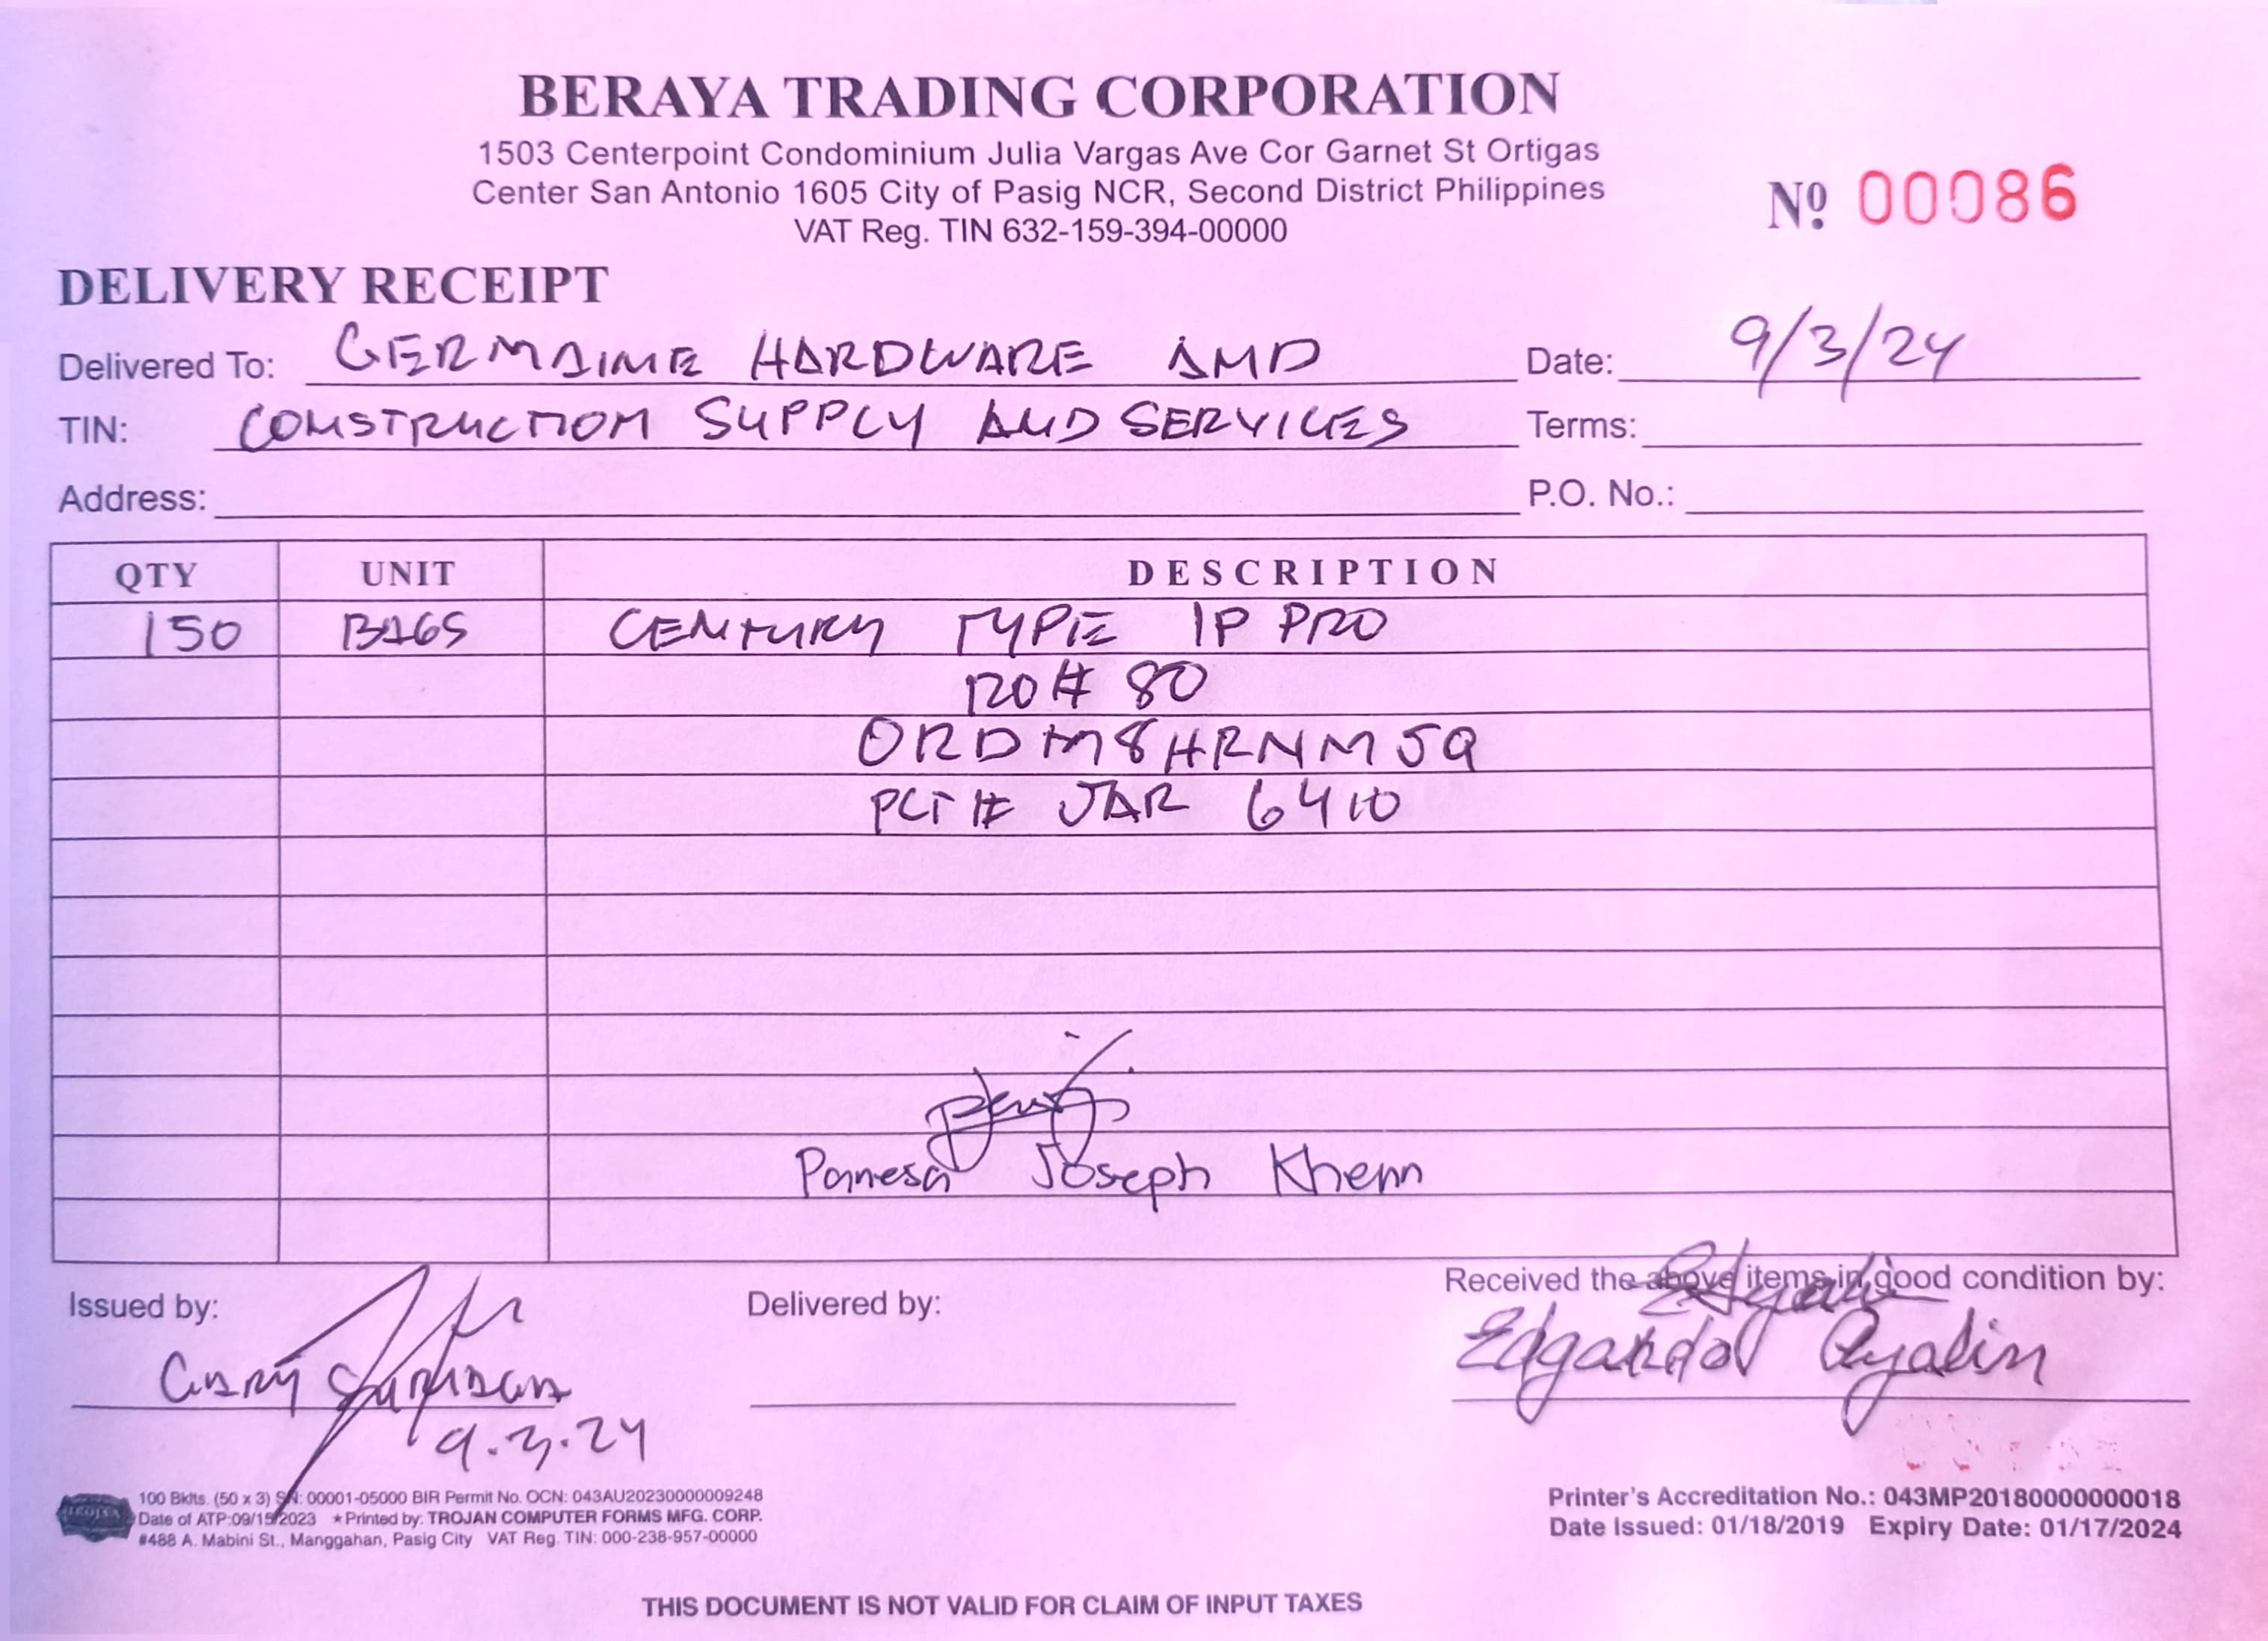 BERAYA TRADING CORPORATION
1503 Centerpoint Condominium Julia Vargas Ave Cor Garnet St Ortigas
Center San Antonio 1605 City of Pasig NCR, Second District Philippines
VAT Reg. TIN 632-159-394-00000
Nº 00086
DELIVERY RECEIPT
Delivered To: GERMAINE HARDWARE AND
Date: 9/3/24
TIN: CONSTRUCTION SUPPLY AND SERVICES
Terms:
Address:
P.O. No.:
QTY UNIT DESCRIPTION
150 BAGS CENTURY TYPE 1P PRO
RO# 80
ORDM8HRNM59
PLT# JAR 6410
Panesa Joseph Khenn
Issued by:
Delivered by:
Received the above items in good condition by:
Edgardo Ayalin
9.3.24
100 Bklts. (50 x 3) SN: 00001-05000 BIR Permit No. OCN: 043AU20230000009248
Date of ATP:09/15/2023 ★Printed by: TROJAN COMPUTER FORMS MFG. CORP.
#488 A. Mabini St., Manggahan, Pasig City VAT Reg. TIN: 000-238-957-00000
TROJAN
Printer's Accreditation No.: 043MP20180000000018
Date Issued: 01/18/2019 Expiry Date: 01/17/2024
THIS DOCUMENT IS NOT VALID FOR CLAIM OF INPUT TAXES